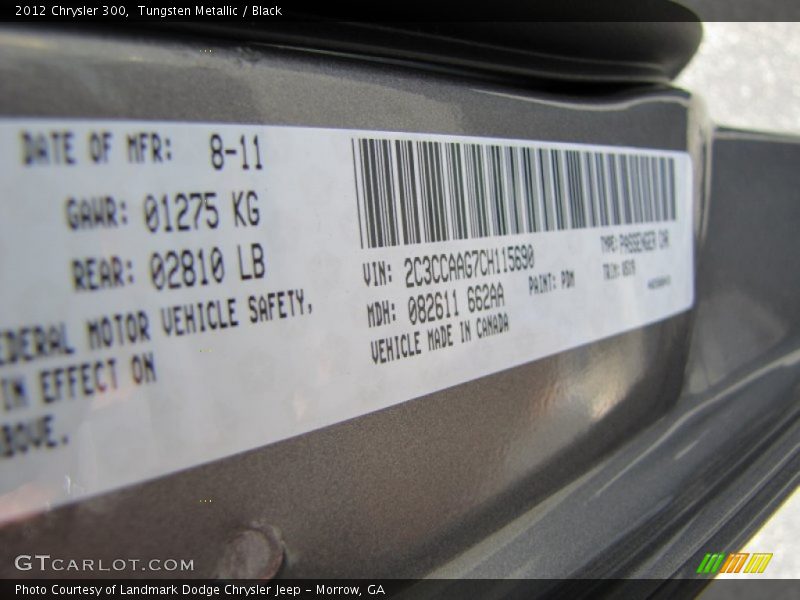 2012 Chrysler 300, Tungsten Metallic / Black
DATE OF MFR: 8-11
GAWR: 01275 KG
REAR: 02810 LB
EDERAL MOTOR VEHICLE SAFETY,
IN EFFECT ON
BOVE.
VIN: 2C3CCAAG7CH115690
TYPE: PASSENGER CAR
MDH: 082611 662AA
PAINT: PDM
TRIM:
VEHICLE MADE IN CANADA
GTCARLOT.COM
Photo Courtesy of Landmark Dodge Chrysler Jeep - Morrow, GA